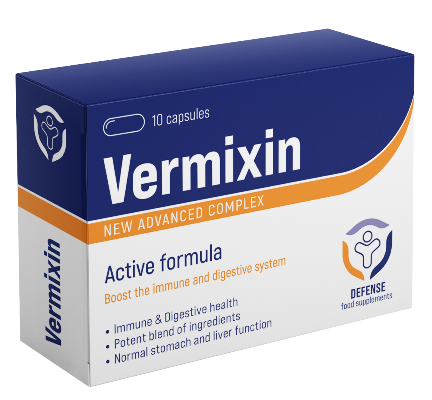 10 capsules
Vermixin
NEW ADVANCED COMPLEX
Active formula
Boost the immune and digestive system
• Immune & Digestive health
• Potent blend of ingredients
• Normal stomach and liver function
DEFENSE
food supplements
Vermixin